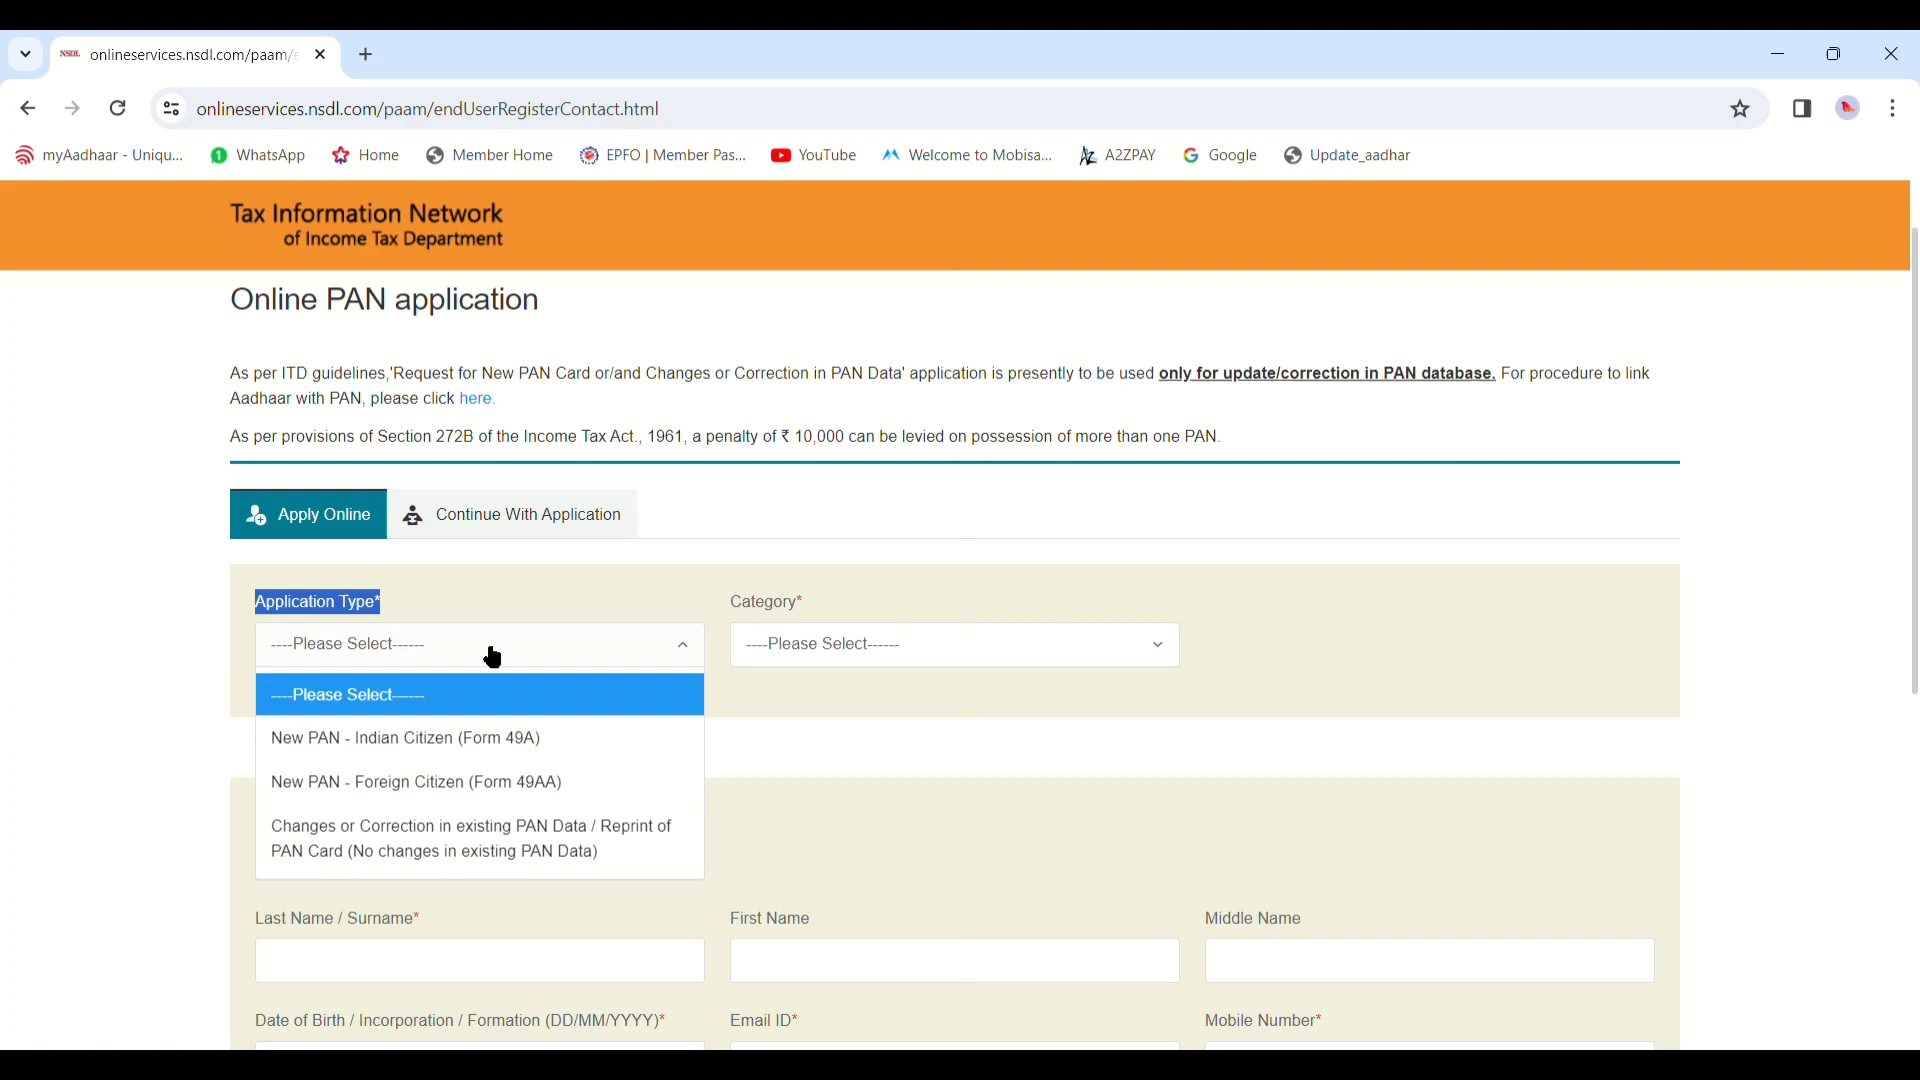 NSDL onlineservices.nsdl.com/paam/e
onlineservices.nsdl.com/paam/endUserRegisterContact.html
myAadhaar - Uniqu... WhatsApp Home Member Home EPFO | Member Pas... YouTube Welcome to Mobisa... A2ZPAY Google Update_aadhar
Tax Information Network
of Income Tax Department
Online PAN application
As per ITD guidelines,'Request for New PAN Card or/and Changes or Correction in PAN Data' application is presently to be used only for update/correction in PAN database. For procedure to link
Aadhaar with PAN, please click here.
As per provisions of Section 272B of the Income Tax Act., 1961, a penalty of ₹ 10,000 can be levied on possession of more than one PAN.
Apply Online Continue With Application
Application Type* Category*
----Please Select------ ----Please Select------
----Please Select------
New PAN - Indian Citizen (Form 49A)
New PAN - Foreign Citizen (Form 49AA)
Changes or Correction in existing PAN Data / Reprint of
PAN Card (No changes in existing PAN Data)
Last Name / Surname* First Name Middle Name
Date of Birth / Incorporation / Formation (DD/MM/YYYY)* Email ID* Mobile Number*